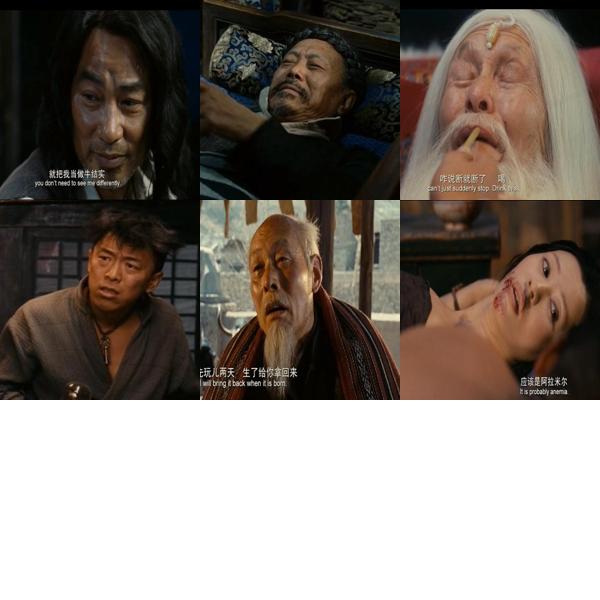 就把我当做牛结实
you don't need to see me differently.
咋说断就断了 喝
can't just suddenly stop. Drink
先玩儿两天 生了给你拿回来
I will bring it back when it is born.
应该是阿拉米尔
It is probably anemia.